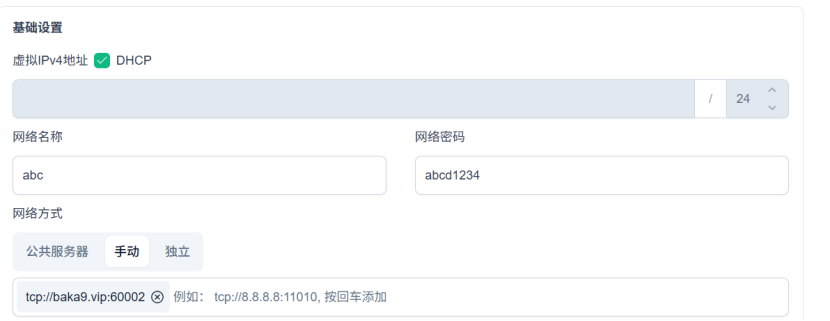 基础设置
虚拟IPv4地址 DHCP
/ 24
网络名称 网络密码
abc abcd1234
网络方式
公共服务器 手动 独立
tcp://baka9.vip:60002 例如： tcp://8.8.8.8:11010, 按回车添加